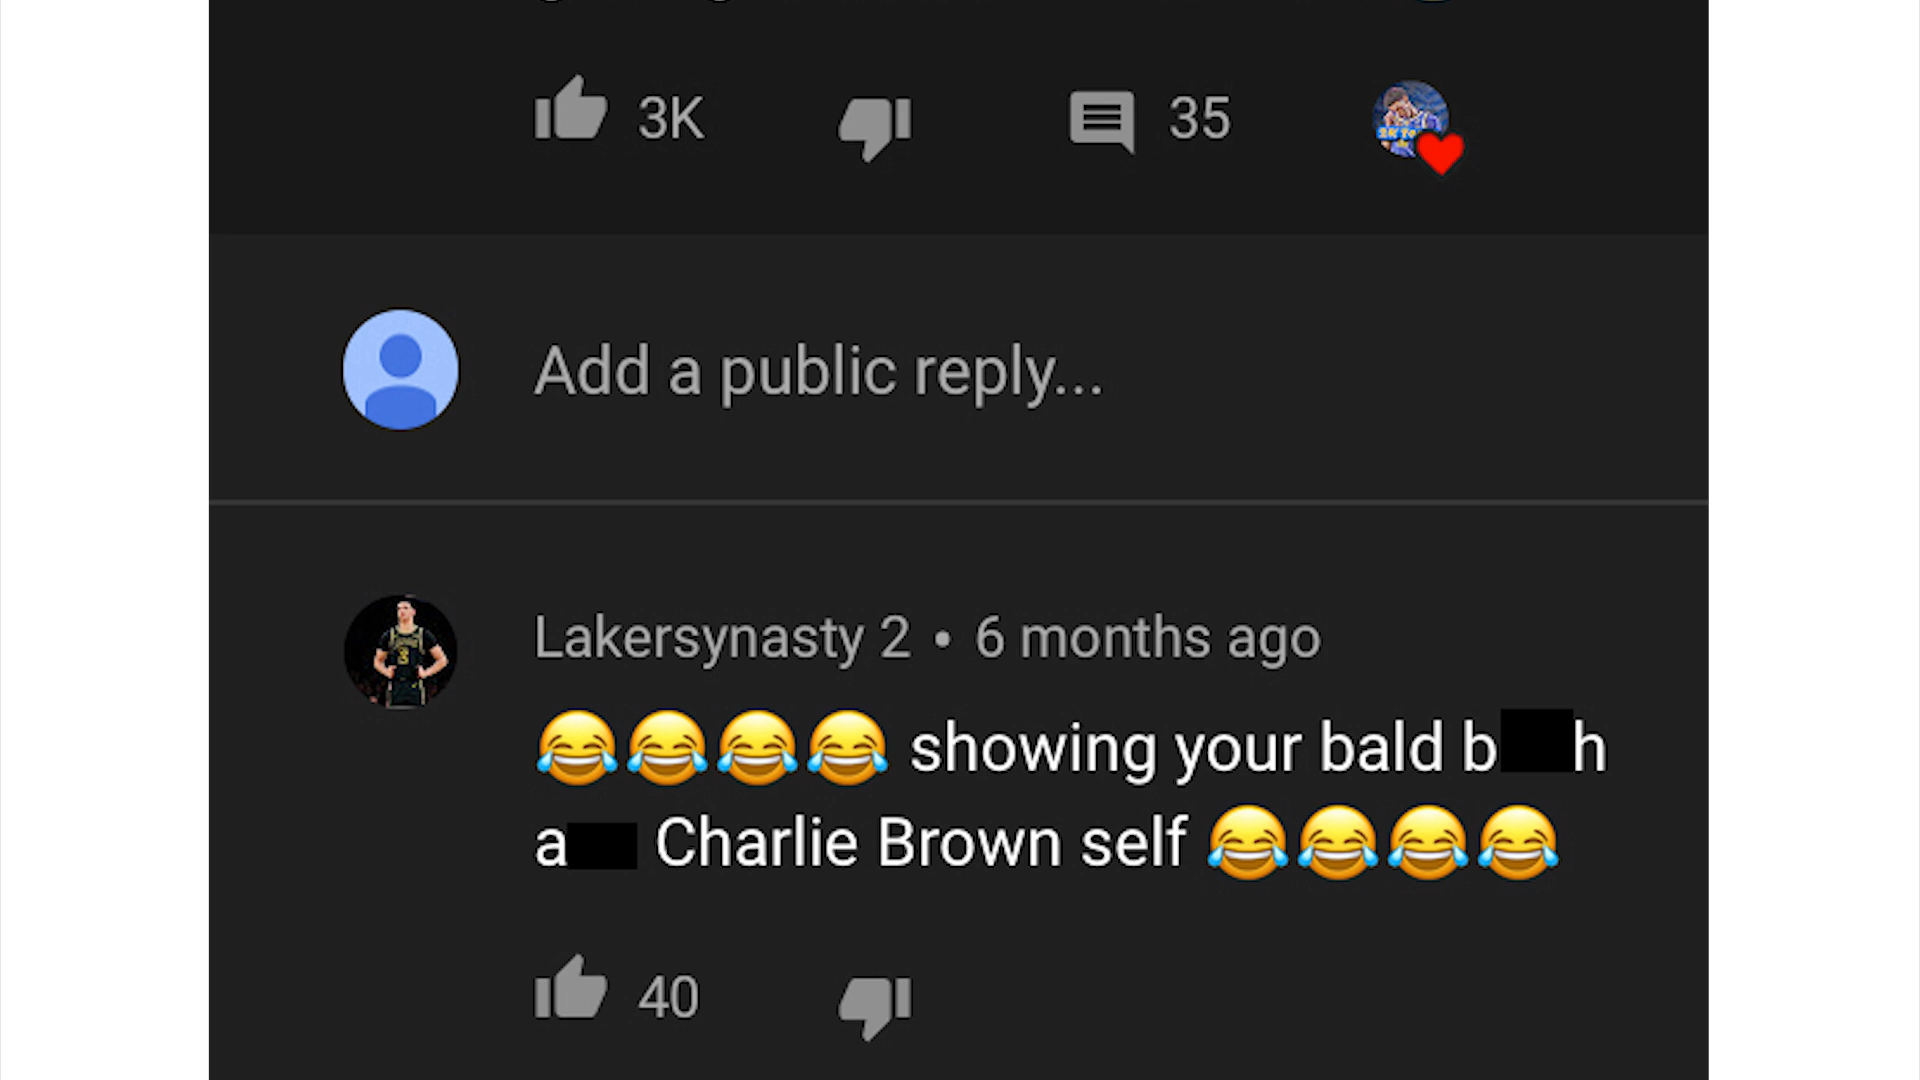 3K 35
Add a public reply...
Lakersynasty 2 • 6 months ago
😂😂😂😂 showing your bald b h
a Charlie Brown self 😂😂😂😂
40